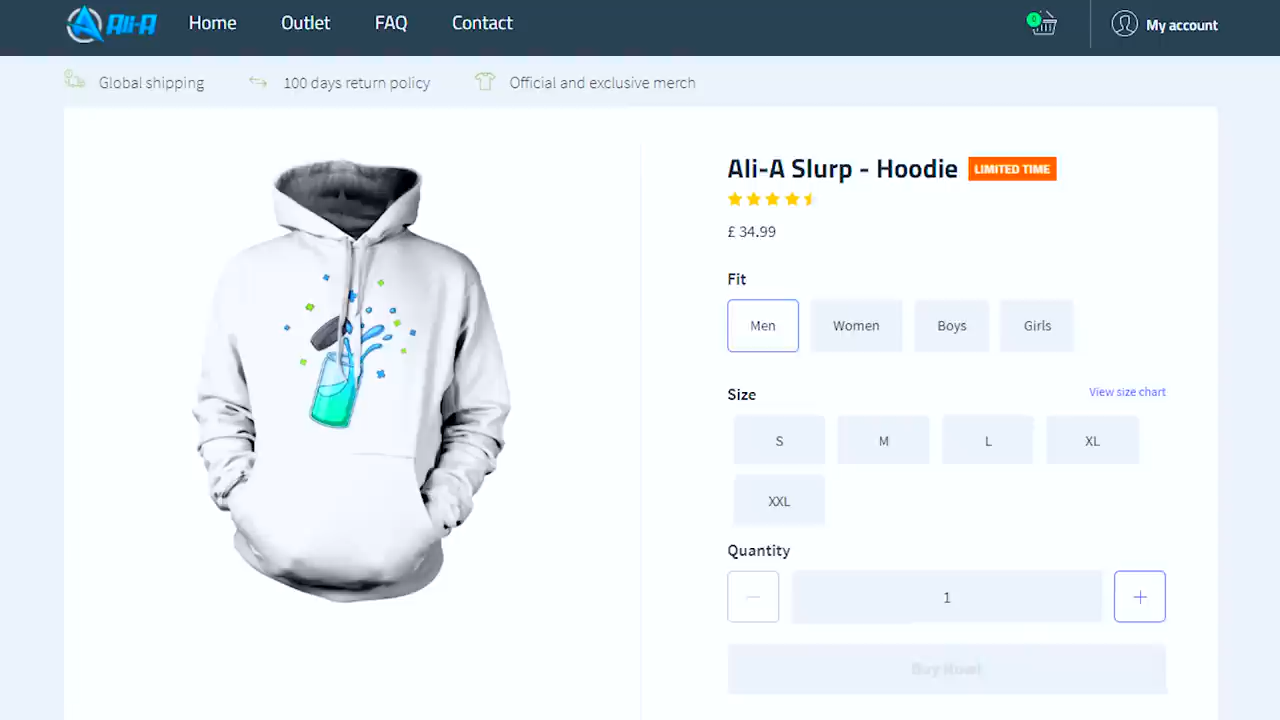 Ali-A Home Outlet FAQ Contact 0 My account
Global shipping 100 days return policy Official and exclusive merch
Ali-A Slurp - Hoodie LIMITED TIME
£ 34.99
Fit
Men Women Boys Girls
Size View size chart
S M L XL
XXL
Quantity
1
Buy Now!